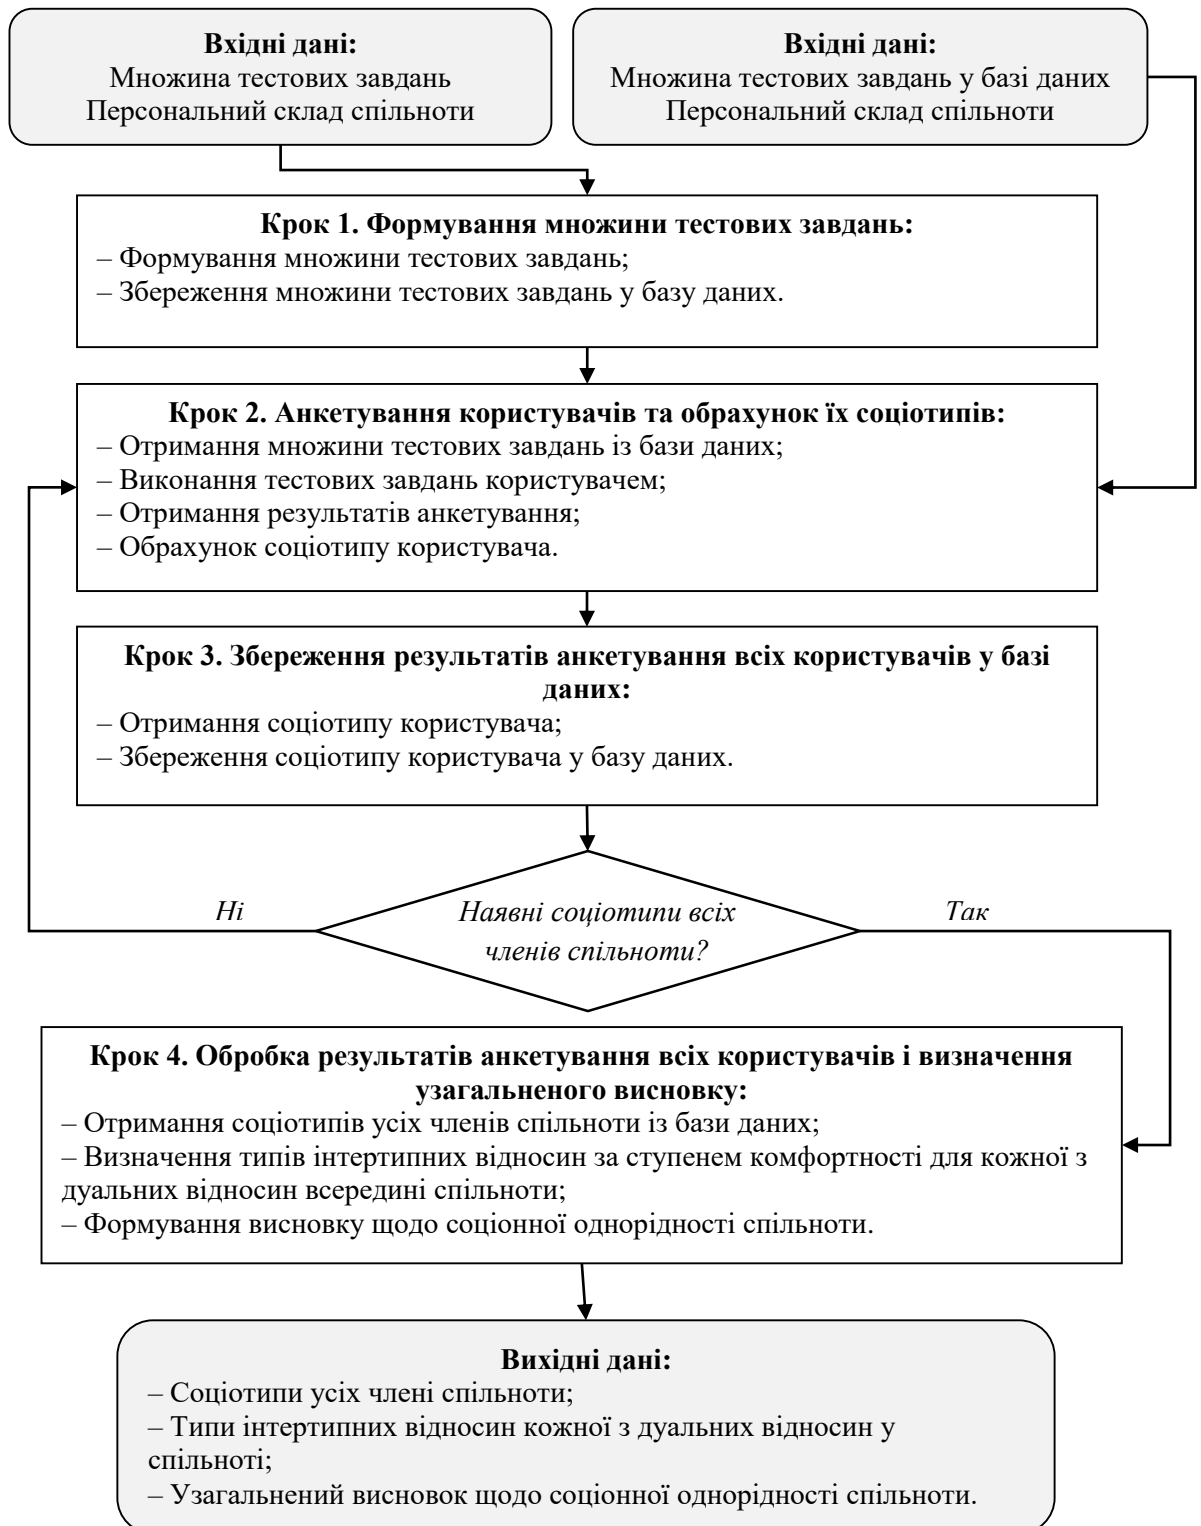 Вхідні дані:
Множина тестових завдань
Персональний склад спільноти
Вхідні дані:
Множина тестових завдань у базі даних
Персональний склад спільноти
Крок 1. Формування множини тестових завдань:
– Формування множини тестових завдань;
– Збереження множини тестових завдань у базу даних.
Крок 2. Анкетування користувачів та обрахунок їх соціотипів:
– Отримання множини тестових завдань із бази даних;
– Виконання тестових завдань користувачем;
– Отримання результатів анкетування;
– Обрахунок соціотипу користувача.
Крок 3. Збереження результатів анкетування всіх користувачів у базі
даних:
– Отримання соціотипу користувача;
– Збереження соціотипу користувача у базу даних.
Ні
Наявні соціотипи всіх
членів спільноти?
Так
Крок 4. Обробка результатів анкетування всіх користувачів і визначення
узагальненого висновку:
– Отримання соціотипів усіх членів спільноти із бази даних;
– Визначення типів інтертипних відносин за ступенем комфортності для кожної з
дуальних відносин всередині спільноти;
– Формування висновку щодо соціонної однорідності спільноти.
Вихідні дані:
– Соціотипи усіх члені спільноти;
– Типи інтертипних відносин кожної з дуальних відносин у
спільноті;
– Узагальнений висновок щодо соціонної однорідності спільноти.